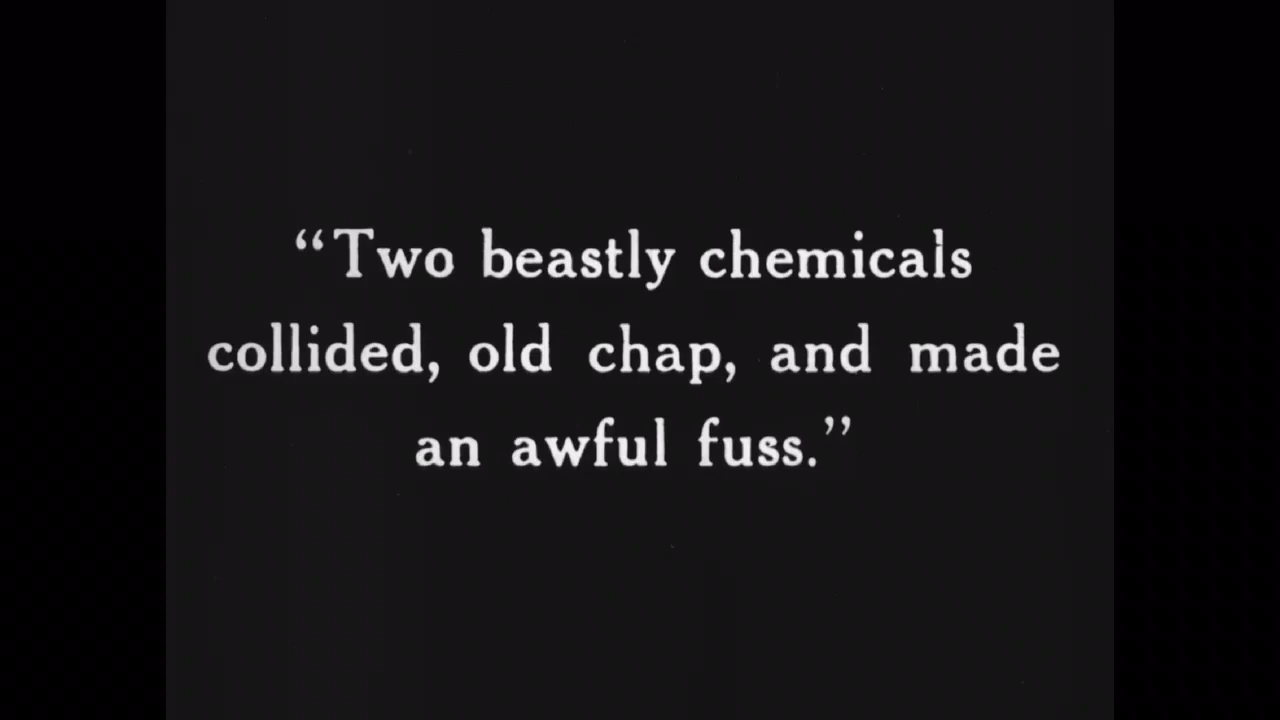 “Two beastly chemicals
collided, old chap, and made
an awful fuss.”